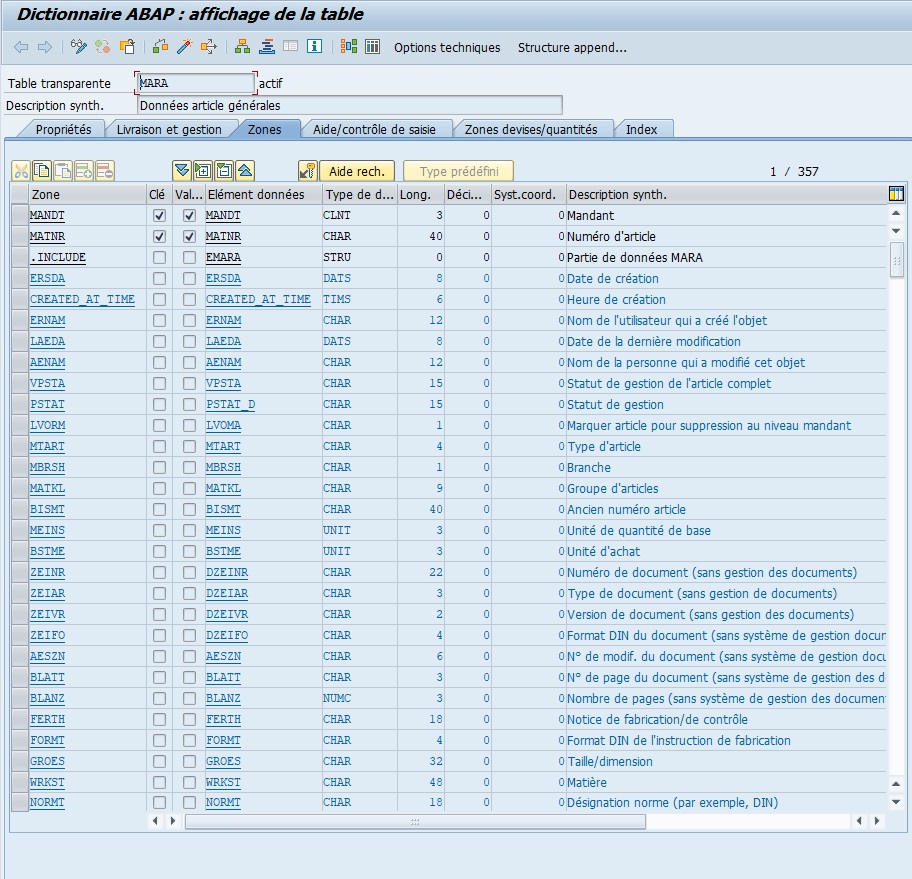 Dictionnaire ABAP : affichage de la table
Options techniques Structure append...
Table transparente MARA actif
Description synth. Données article générales
Propriétés Livraison et gestion Zones Aide/contrôle de saisie Zones devises/quantités Index
Aide rech. Type prédéfini 1 / 357
Zone Clé Val... Elément données Type de d... Long. Déci... Syst.coord. Description synth.
MANDT MANDT CLNT 3 0 0 Mandant
MATNR MATNR CHAR 40 0 0 Numéro d'article
.INCLUDE EMARA STRU 0 0 0 Partie de données MARA
ERSDA ERSDA DATS 8 0 0 Date de création
CREATED_AT_TIME CREATED_AT_TIME TIMS 6 0 0 Heure de création
ERNAM ERNAM CHAR 12 0 0 Nom de l'utilisateur qui a créé l'objet
LAEDA LAEDA DATS 8 0 0 Date de la dernière modification
AENAM AENAM CHAR 12 0 0 Nom de la personne qui a modifié cet objet
VPSTA VPSTA CHAR 15 0 0 Statut de gestion de l'article complet
PSTAT PSTAT_D CHAR 15 0 0 Statut de gestion
LVORM LVOMA CHAR 1 0 0 Marquer article pour suppression au niveau mandant
MTART MTART CHAR 4 0 0 Type d'article
MBRSH MBRSH CHAR 1 0 0 Branche
MATKL MATKL CHAR 9 0 0 Groupe d'articles
BISMT BISMT CHAR 40 0 0 Ancien numéro article
MEINS MEINS UNIT 3 0 0 Unité de quantité de base
BSTME BSTME UNIT 3 0 0 Unité d'achat
ZEINR DZEINR CHAR 22 0 0 Numéro de document (sans gestion des documents)
ZEIAR DZEIAR CHAR 3 0 0 Type de document (sans gestion de documents)
ZEIVR DZEIVR CHAR 2 0 0 Version de document (sans gestion des documents)
ZEIFO DZEIFO CHAR 4 0 0 Format DIN du document (sans système de gestion docur
AESZN AESZN CHAR 6 0 0 N° de modif. du document (sans système de gestion docu
BLATT BLATT CHAR 3 0 0 N° de page du document (sans système de gestion des d
BLANZ BLANZ NUMC 3 0 0 Nombre de pages (sans système de gestion des documen
FERTH FERTH CHAR 18 0 0 Notice de fabrication/de contrôle
FORMT FORMT CHAR 4 0 0 Format DIN de l'instruction de fabrication
GROES GROES CHAR 32 0 0 Taille/dimension
WRKST WRKST CHAR 48 0 0 Matière
NORMT NORMT CHAR 18 0 0 Désignation norme (par exemple, DIN)